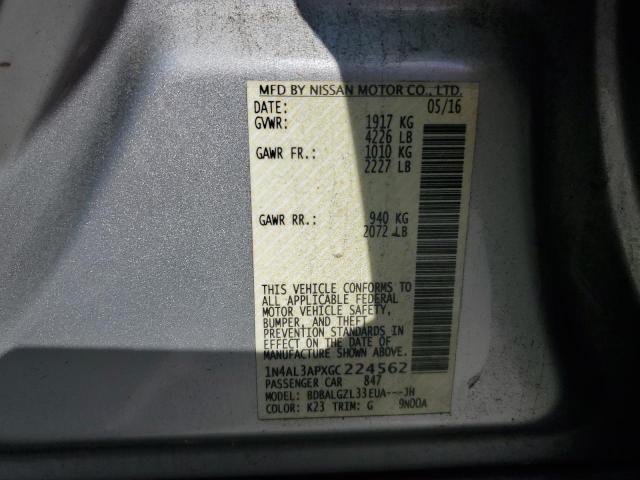 MFD BY NISSAN MOTOR CO., LTD.
DATE: 05/16
GVWR: 1917 KG
4226 LB
GAWR FR.: 1010 KG
2227 LB
GAWR RR.: 940 KG
2072 LB
THIS VEHICLE CONFORMS TO
ALL APPLICABLE FEDERAL
MOTOR VEHICLE SAFETY,
BUMPER, AND THEFT
PREVENTION STANDARDS IN
EFFECT ON THE DATE OF
MANUFACTURE SHOWN ABOVE.
1N4AL3APXGC224562
PASSENGER CAR 847
MODEL: BDBALGZL33EUA---JH
COLOR: K23 TRIM: G 9N00A